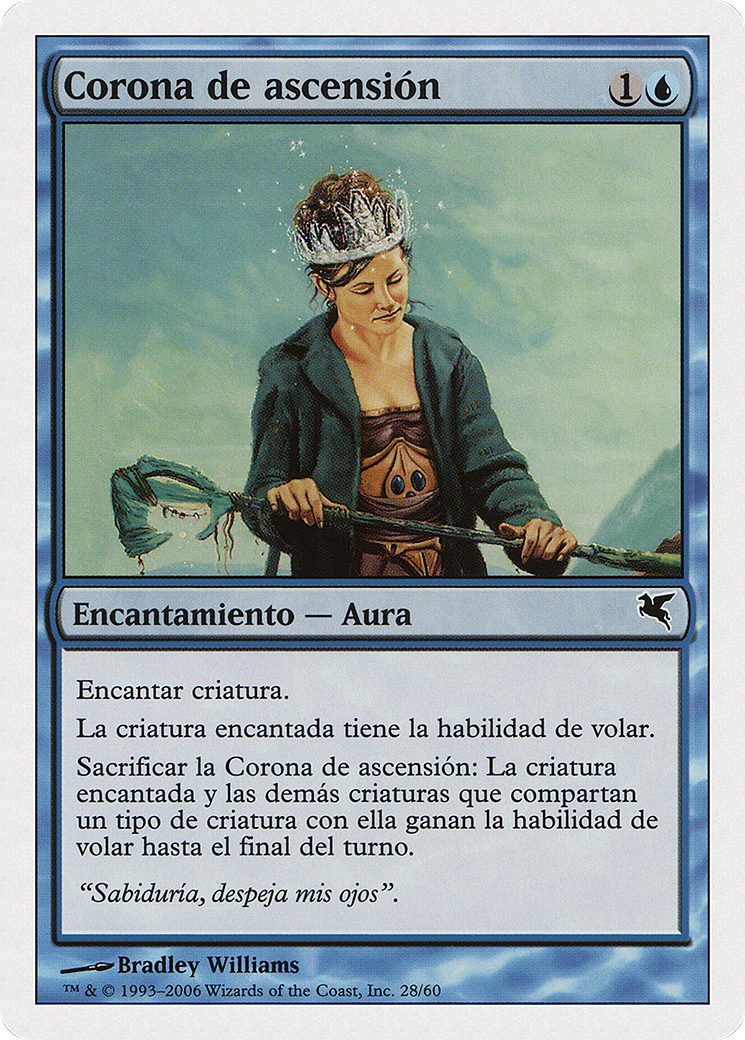 Corona de ascensión
1
Encantamiento — Aura
Encantar criatura.
La criatura encantada tiene la habilidad de volar.
Sacrificar la Corona de ascensión: La criatura
encantada y las demás criaturas que compartan
un tipo de criatura con ella ganan la habilidad de
volar hasta el final del turno.
“Sabiduría, despeja mis ojos”.
Bradley Williams
™ & © 1993–2006 Wizards of the Coast, Inc. 28/60